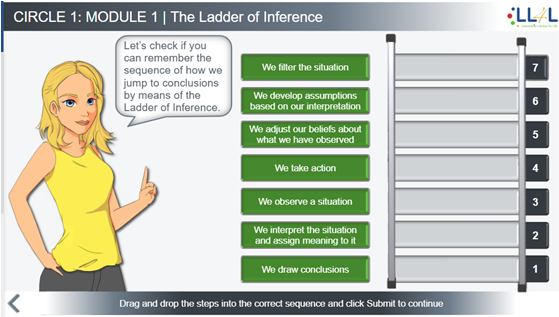 CIRCLE 1: MODULE 1 | The Ladder of Inference
LL4L
Let's check if you
can remember the
sequence of how we
jump to conclusions
by means of the
Ladder of Inference.
We filter the situation
7
We develop assumptions
based on our interpretation
6
We adjust our beliefs about
what we have observed
5
We take action
4
We observe a situation
3
We interpret the situation
and assign meaning to it
2
We draw conclusions
1
Drag and drop the steps into the correct sequence and click Submit to continue